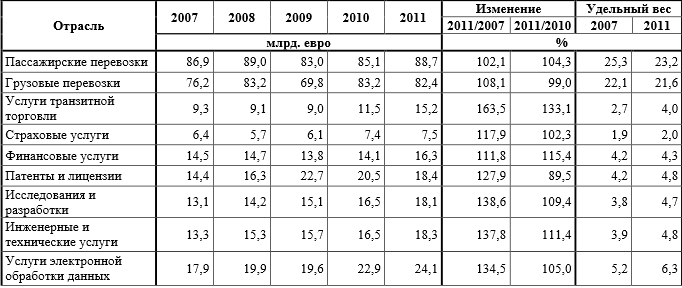 Отрасль 2007 2008 2009 2010 2011 Изменение Удельный вес
2011/2007 2011/2010 2007 2011
млрд. евро %
Пассажирские перевозки 86,9 89,0 83,0 85,1 88,7 102,1 104,3 25,3 23,2
Грузовые перевозки 76,2 83,2 69,8 83,2 82,4 108,1 99,0 22,1 21,6
Услуги транзитной
торговли 9,3 9,1 9,0 11,5 15,2 163,5 133,1 2,7 4,0
Страховые услуги 6,4 5,7 6,1 7,4 7,5 117,9 102,3 1,9 2,0
Финансовые услуги 14,5 14,7 13,8 14,1 16,3 111,8 115,4 4,2 4,3
Патенты и лицензии 14,4 16,3 22,7 20,5 18,4 127,9 89,5 4,2 4,8
Исследования и
разработки 13,1 14,2 15,1 16,5 18,1 138,6 109,4 3,8 4,7
Инженерные и
технические услуги 13,3 15,3 15,7 16,5 18,3 137,8 111,4 3,9 4,8
Услуги электронной
обработки данных 17,9 19,9 19,6 22,9 24,1 134,5 105,0 5,2 6,3